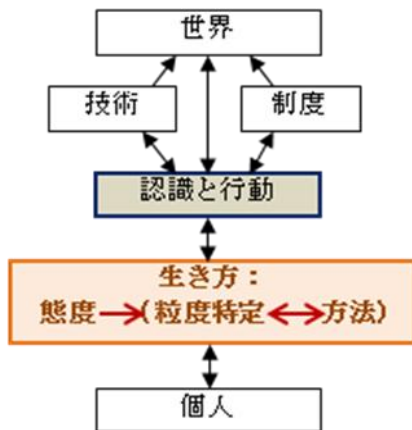 世界
技術
制度
認識と行動
生き方：
態度→(粒度特定↔方法)
個人